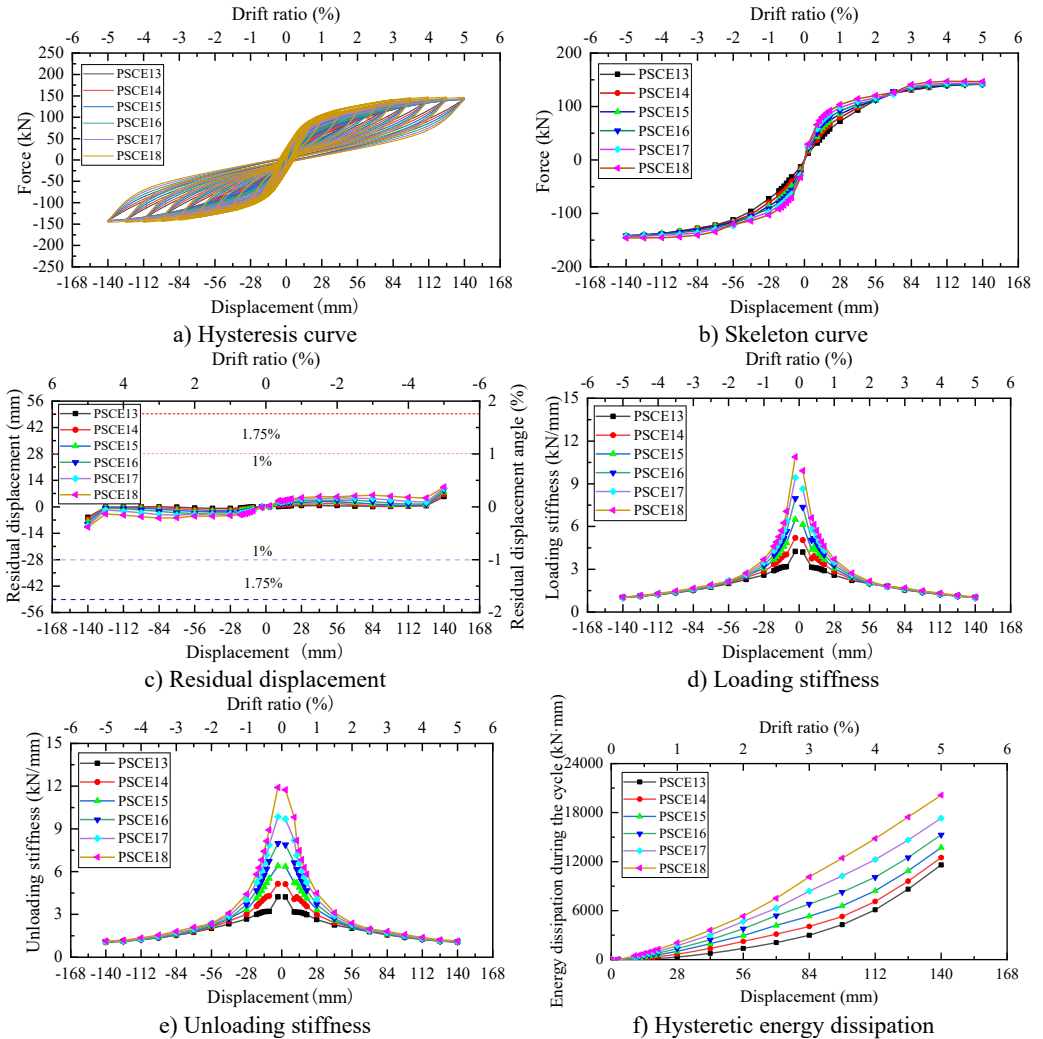 Drift ratio (%)
-6 -5 -4 -3 -2 -1 0 1 2 3 4 5 6
250
200
150
100
50
0
-50
-100
-150
-200
-250
Force (kN)
PSCE13
PSCE14
PSCE15
PSCE16
PSCE17
PSCE18
-168 -140 -112 -84 -56 -28 0 28 56 84 112 140 168
Displacement (mm)
a) Hysteresis curve
Drift ratio (%)
-6 -5 -4 -3 -2 -1 0 1 2 3 4 5 6
200
100
0
-100
-200
Force (kN)
PSCE13
PSCE14
PSCE15
PSCE16
PSCE17
PSCE18
-168 -140 -112 -84 -56 -28 0 28 56 84 112 140 168
Displacement (mm)
b) Skeleton curve
Drift ratio (%)
6 5 4 3 2 1 0 -1 -2 -3 -4 -5 -6
56
42
28
14
0
-14
-28
-42
-56
Residual displacement (mm)
PSCE13
PSCE14
PSCE15
PSCE16
PSCE17
PSCE18
1.75%
1%
1%
1.75%
2
1
0
-1
-2
Residual displacement angle (%)
-168 -140 -112 -84 -56 -28 0 28 56 84 112 140 168
Displacement (mm)
c) Residual displacement
Drift ratio (%)
-6 -5 -4 -3 -2 -1 0 1 2 3 4 5 6
15
12
9
6
3
0
Loading stiffness (kN/mm)
PSCE13
PSCE14
PSCE15
PSCE16
PSCE17
PSCE18
-168 -140 -112 -84 -56 -28 0 28 56 84 112 140 168
Displacement (mm)
d) Loading stiffness
Drift ratio (%)
-6 -5 -4 -3 -2 -1 0 1 2 3 4 5 6
15
12
9
6
3
0
Unloading stiffness (kN/mm)
PSCE13
PSCE14
PSCE15
PSCE16
PSCE17
PSCE18
-168 -140 -112 -84 -56 -28 0 28 56 84 112 140 168
Displacement (mm)
e) Unloading stiffness
Drift ratio (%)
0 1 2 3 4 5 6
24000
18000
12000
6000
0
Energy dissipation during the cycle (kN·mm)
PSCE13
PSCE14
PSCE15
PSCE16
PSCE17
PSCE18
0 28 56 84 112 140 168
Displacement (mm)
f) Hysteretic energy dissipation